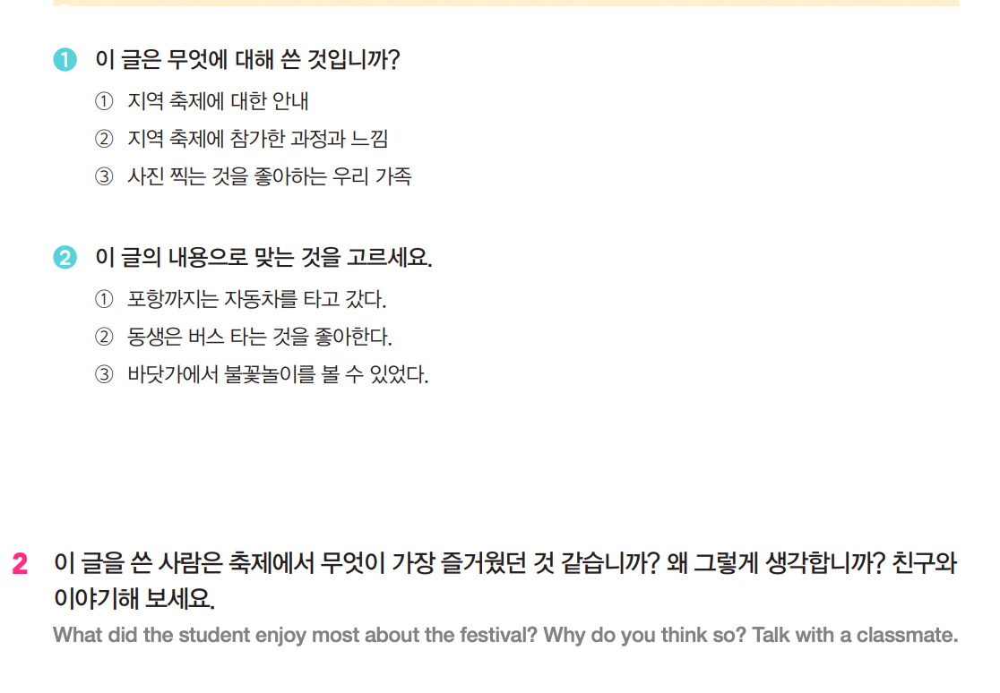 1 이 글은 무엇에 대해 쓴 것입니까?
① 지역 축제에 대한 안내
② 지역 축제에 참가한 과정과 느낌
③ 사진 찍는 것을 좋아하는 우리 가족
2 이 글의 내용으로 맞는 것을 고르세요.
① 포항까지는 자동차를 타고 갔다.
② 동생은 버스 타는 것을 좋아한다.
③ 바닷가에서 불꽃놀이를 볼 수 있었다.
2 이 글을 쓴 사람은 축제에서 무엇이 가장 즐거웠던 것 같습니까? 왜 그렇게 생각합니까? 친구와
이야기해 보세요.
What did the student enjoy most about the festival? Why do you think so? Talk with a classmate.